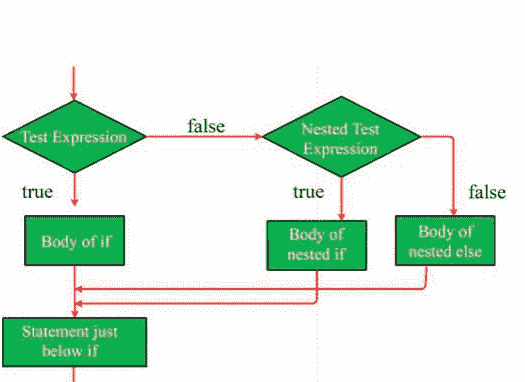 Test Expression
false
Nested Test
Expression
true
true
false
Body of if
Body of
nested if
Body of
nested else
Statement just
below if